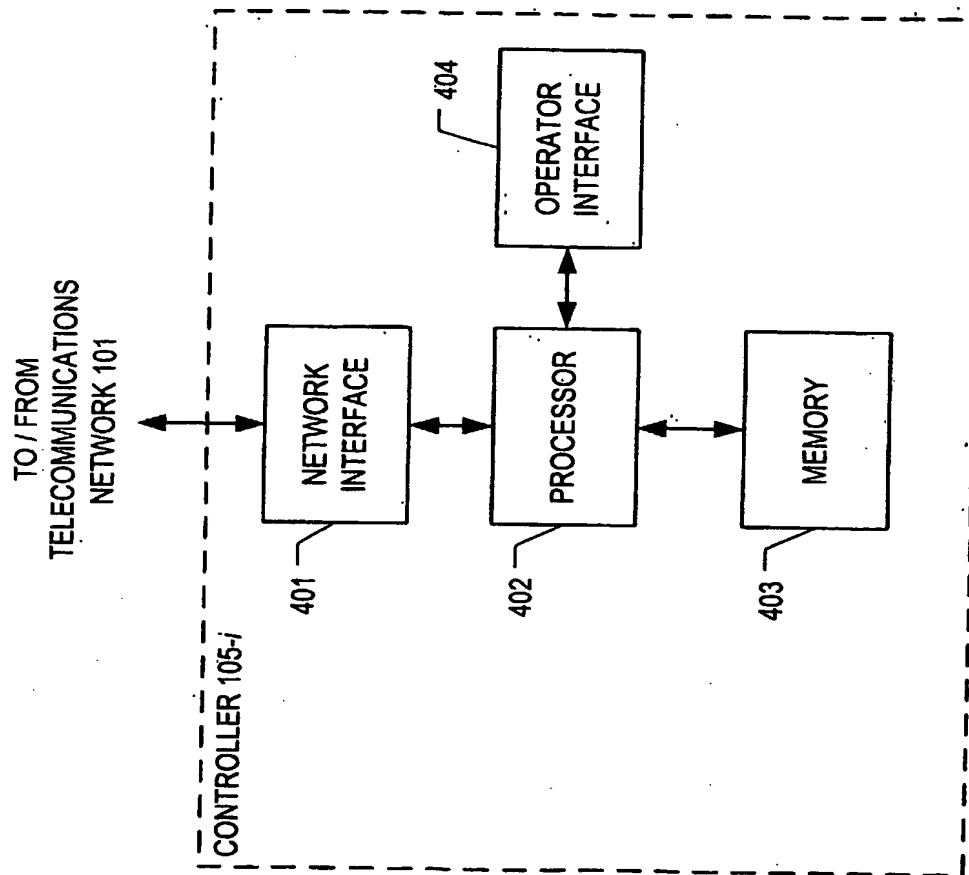 TO / FROM
TELECOMMUNICATIONS
NETWORK 101
CONTROLLER 105-i
NETWORK
INTERFACE
401
PROCESSOR
402
OPERATOR
INTERFACE
404
MEMORY
403